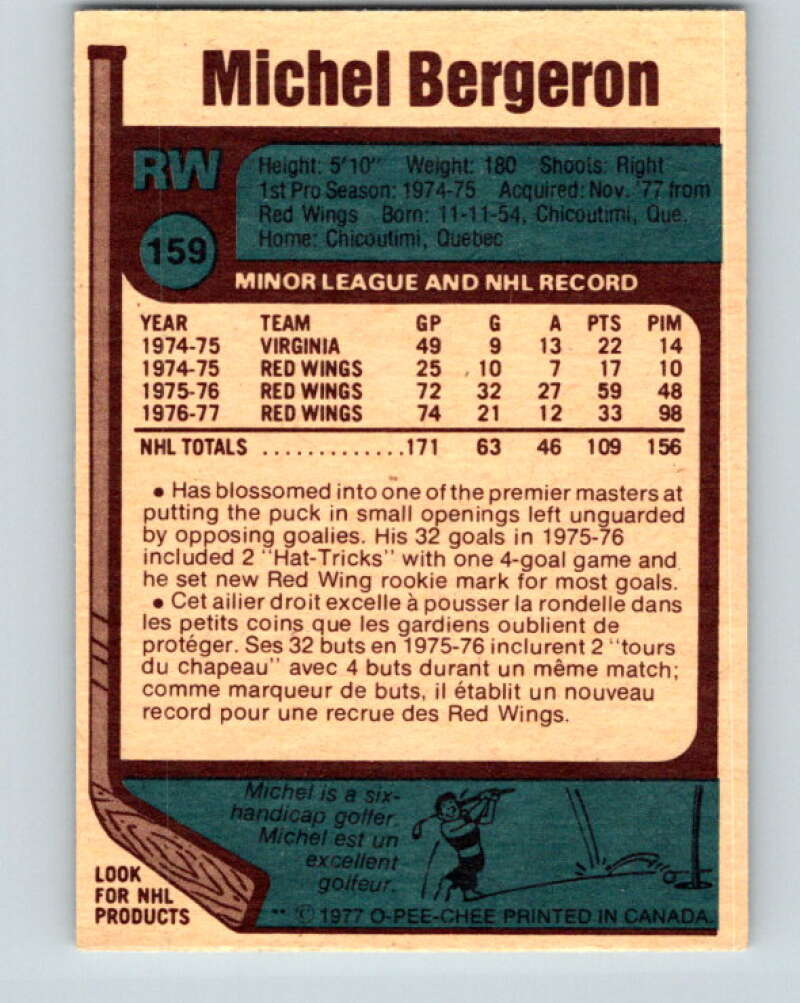 Michel Bergeron
RW
159
Height: 5'10" Weight: 180 Shoots: Right
1st Pro Season: 1974-75 Acquired: Nov. '77 from
Red Wings Born: 11-11-54, Chicoutimi, Que.
Home: Chicoutimi, Quebec
MINOR LEAGUE AND NHL RECORD
YEAR TEAM GP G A PTS PIM
1974-75 VIRGINIA 49 9 13 22 14
1974-75 RED WINGS 25 10 7 17 10
1975-76 RED WINGS 72 32 27 59 48
1976-77 RED WINGS 74 21 12 33 98
NHL TOTALS .............171 63 46 109 156
• Has blossomed into one of the premier masters at
putting the puck in small openings left unguarded
by opposing goalies. His 32 goals in 1975-76
included 2 "Hat-Tricks" with one 4-goal game and
he set new Red Wing rookie mark for most goals.
• Cet ailier droit excelle à pousser la rondelle dans
les petits coins que les gardiens oublient de
protéger. Ses 32 buts en 1975-76 inclurent 2 "tours
du chapeau" avec 4 buts durant un même match;
comme marqueur de buts, il établit un nouveau
record pour une recrue des Red Wings.
Michel is a six-
handicap golfer.
Michel est un
excellent
golfeur.
LOOK
FOR NHL
PRODUCTS
** © 1977 O-PEE-CHEE PRINTED IN CANADA.